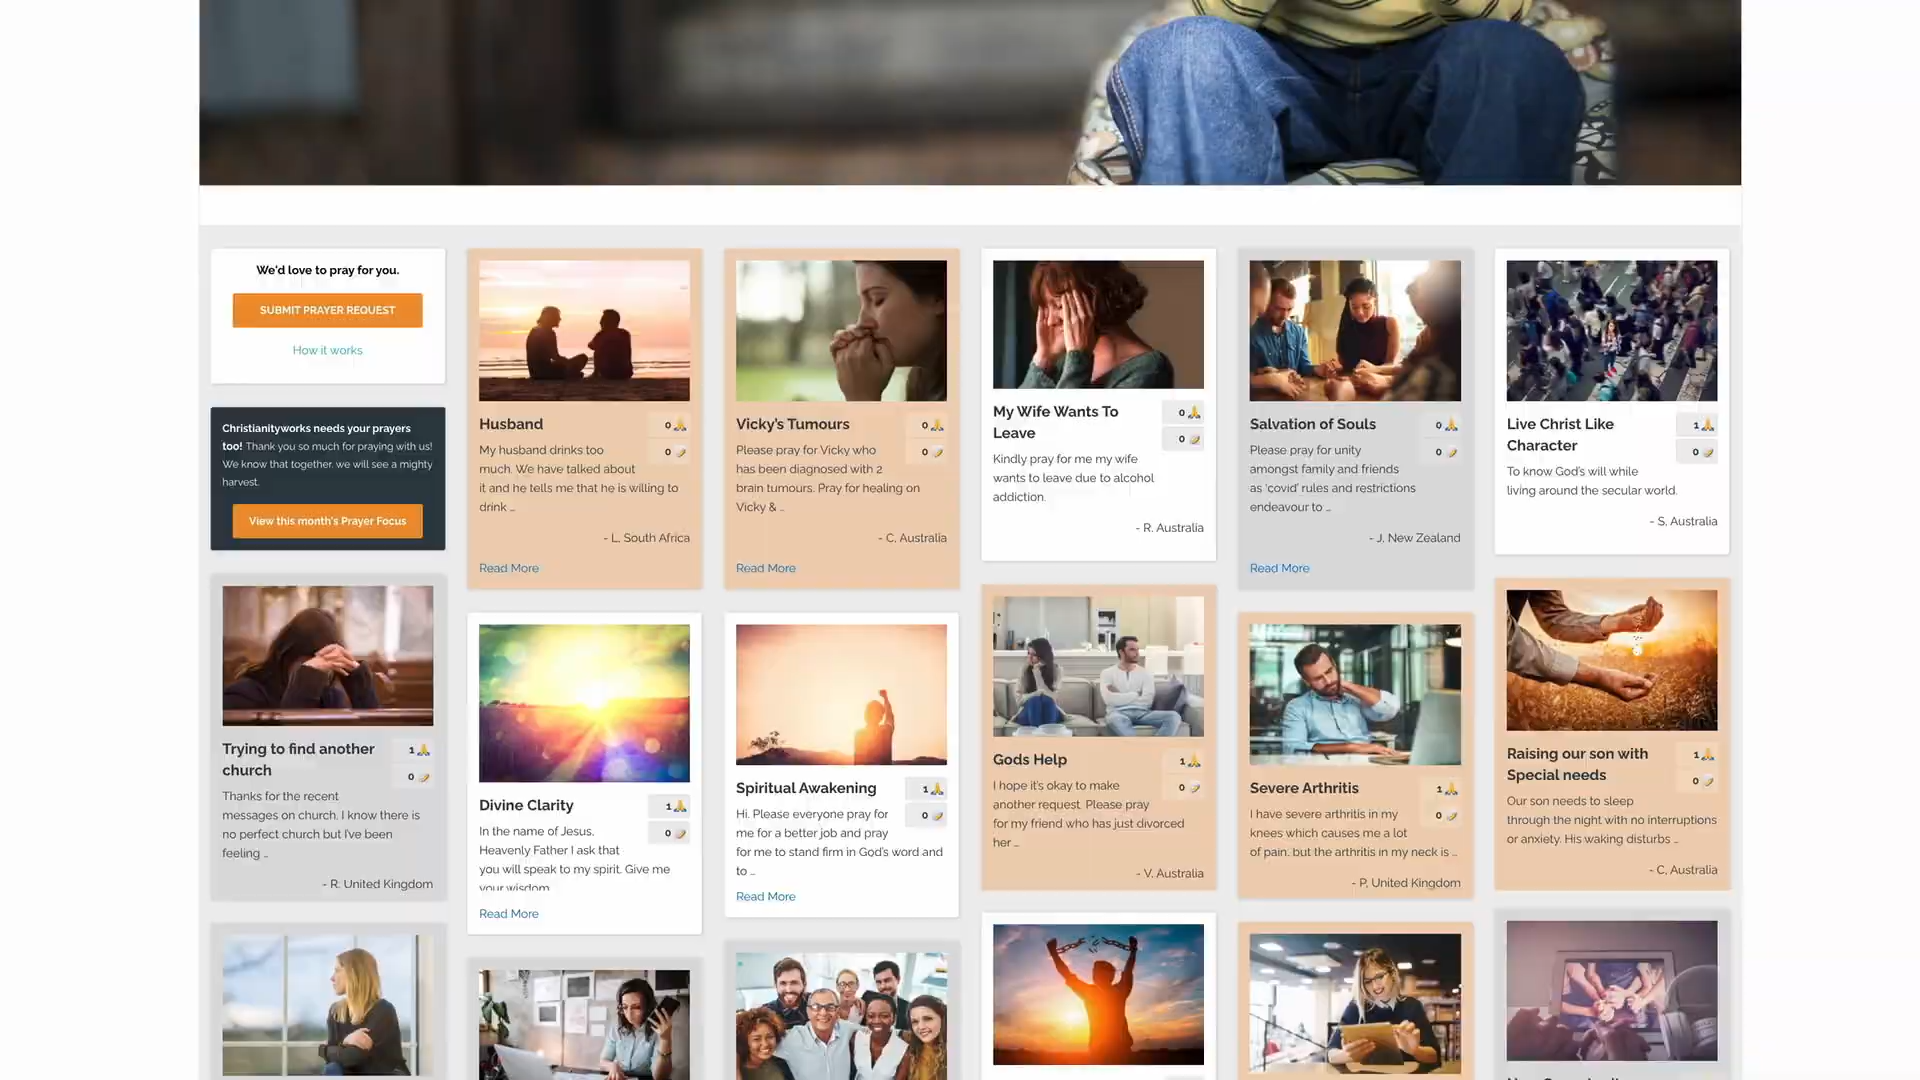 We'd love to pray for you.
SUBMIT PRAYER REQUEST
How it works
Christianityworks needs your prayers
too! Thank you so much for praying with us!
We know that together, we will see a mighty
harvest.
View this month's Prayer Focus
Trying to find another
church
1
0
Thanks for the recent
messages on church. I know there is
no perfect church but I've been
feeling ...
- R. United Kingdom
Husband
0
0
My husband drinks too
much. We have talked about
it and he tells me that he is willing to
drink ...
- L, South Africa
Read More
Divine Clarity
1
0
In the name of Jesus,
Heavenly Father I ask that
you will speak to my spirit. Give me
your wisdom
Read More
Vicky's Tumours
0
0
Please pray for Vicky who
has been diagnosed with 2
brain tumours. Pray for healing on
Vicky & ...
- C, Australia
Read More
Spiritual Awakening
1
0
Hi. Please everyone pray for
me for a better job and pray
for me to stand firm in God's word and
to ...
Read More
My Wife Wants To
Leave
0
0
Kindly pray for me my wife
wants to leave due to alcohol
addiction.
- R. Australia
Gods Help
1
0
I hope it's okay to make
another request. Please pray
for my friend who has just divorced
her ...
- V, Australia
Salvation of Souls
0
0
Please pray for unity
amongst family and friends
as 'covid' rules and restrictions
endeavour to ...
- J, New Zealand
Read More
Severe Arthritis
1
0
I have severe arthritis in my
knees which causes me a lot
of pain, but the arthritis in my neck is ...
- P, United Kingdom
Live Christ Like
Character
1
0
To know God's will while
living around the secular world.
- S, Australia
Raising our son with
Special needs
1
0
Our son needs to sleep
through the night with no interruptions
or anxiety. His waking disturbs ...
- C, Australia